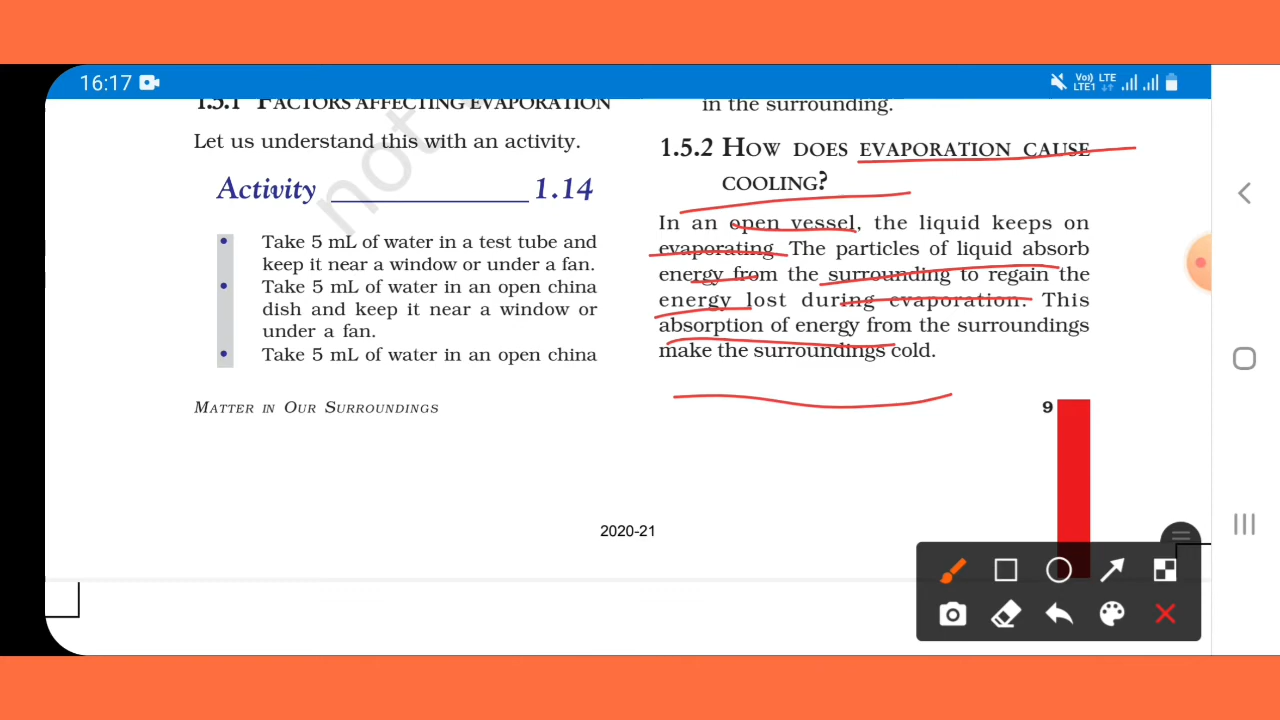 16:17
Vo)) LTE
LTE1
1.5.1 FACTORS AFFECTING EVAPORATION
Let us understand this with an activity.
Activity 1.14
• Take 5 mL of water in a test tube and
keep it near a window or under a fan.
• Take 5 mL of water in an open china
dish and keep it near a window or
under a fan.
• Take 5 mL of water in an open china
MATTER IN OUR SURROUNDINGS
not
in the surrounding.
1.5.2 HOW DOES EVAPORATION CAUSE
COOLING?
In an open vessel, the liquid keeps on
evaporating. The particles of liquid absorb
energy from the surrounding to regain the
energy lost during evaporation. This
absorption of energy from the surroundings
make the surroundings cold.
9
2020-21